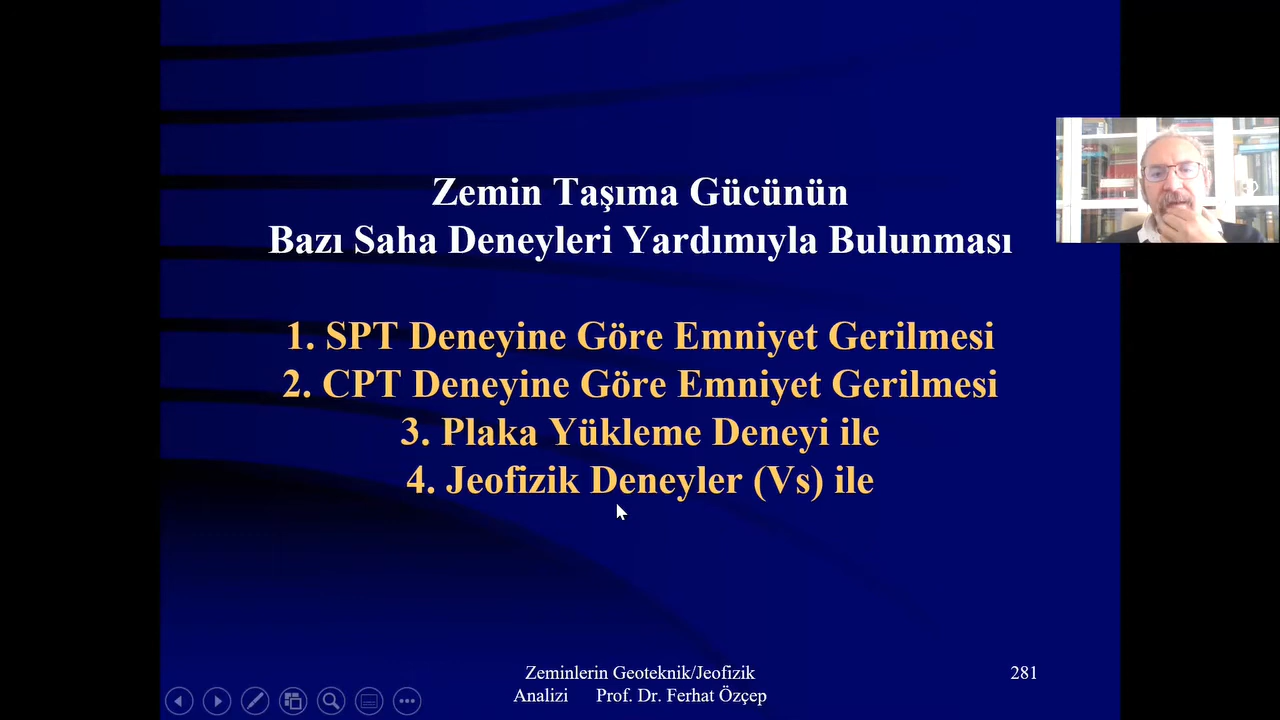 Zemin Taşıma Gücünün
Bazı Saha Deneyleri Yardımıyla Bulunması
1. SPT Deneyine Göre Emniyet Gerilmesi
2. CPT Deneyine Göre Emniyet Gerilmesi
3. Plaka Yükleme Deneyi ile
4. Jeofizik Deneyler (Vs) ile
Zeminlerin Geoteknik/Jeofizik
Analizi Prof. Dr. Ferhat Özçep
281